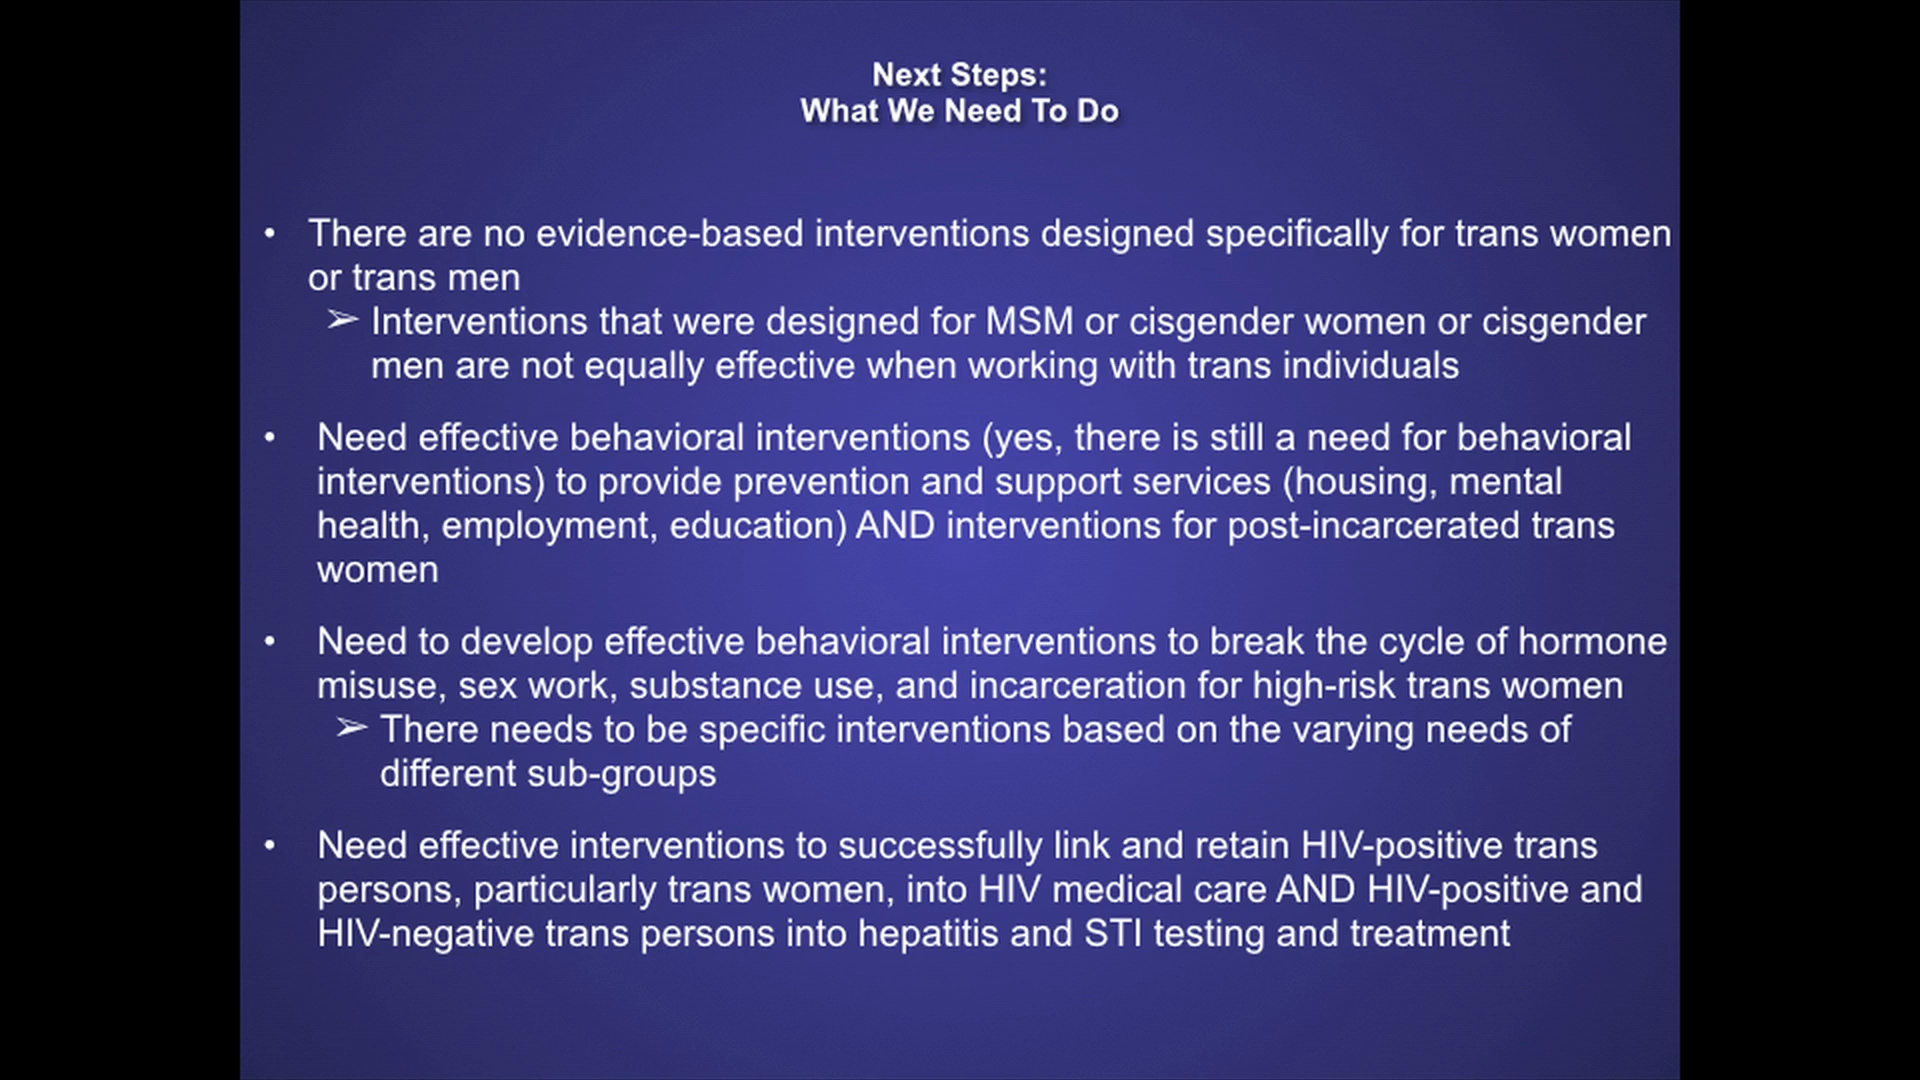 Next Steps:
What We Need To Do
• There are no evidence-based interventions designed specifically for trans women
or trans men
➢ Interventions that were designed for MSM or cisgender women or cisgender
men are not equally effective when working with trans individuals
• Need effective behavioral interventions (yes, there is still a need for behavioral
interventions) to provide prevention and support services (housing, mental
health, employment, education) AND interventions for post-incarcerated trans
women
• Need to develop effective behavioral interventions to break the cycle of hormone
misuse, sex work, substance use, and incarceration for high-risk trans women
➢ There needs to be specific interventions based on the varying needs of
different sub-groups
• Need effective interventions to successfully link and retain HIV-positive trans
persons, particularly trans women, into HIV medical care AND HIV-positive and
HIV-negative trans persons into hepatitis and STI testing and treatment